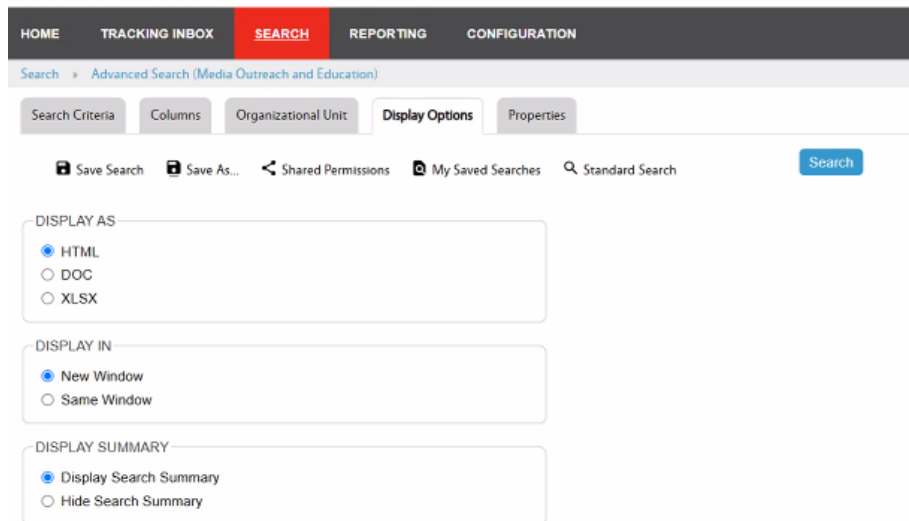 HOME TRACKING INBOX SEARCH REPORTING CONFIGURATION
Search » Advanced Search (Media Outreach and Education)
Search Criteria Columns Organizational Unit Display Options Properties
Save Search Save As... Shared Permissions My Saved Searches Standard Search Search
DISPLAY AS
HTML
DOC
XLSX
DISPLAY IN
New Window
Same Window
DISPLAY SUMMARY
Display Search Summary
Hide Search Summary